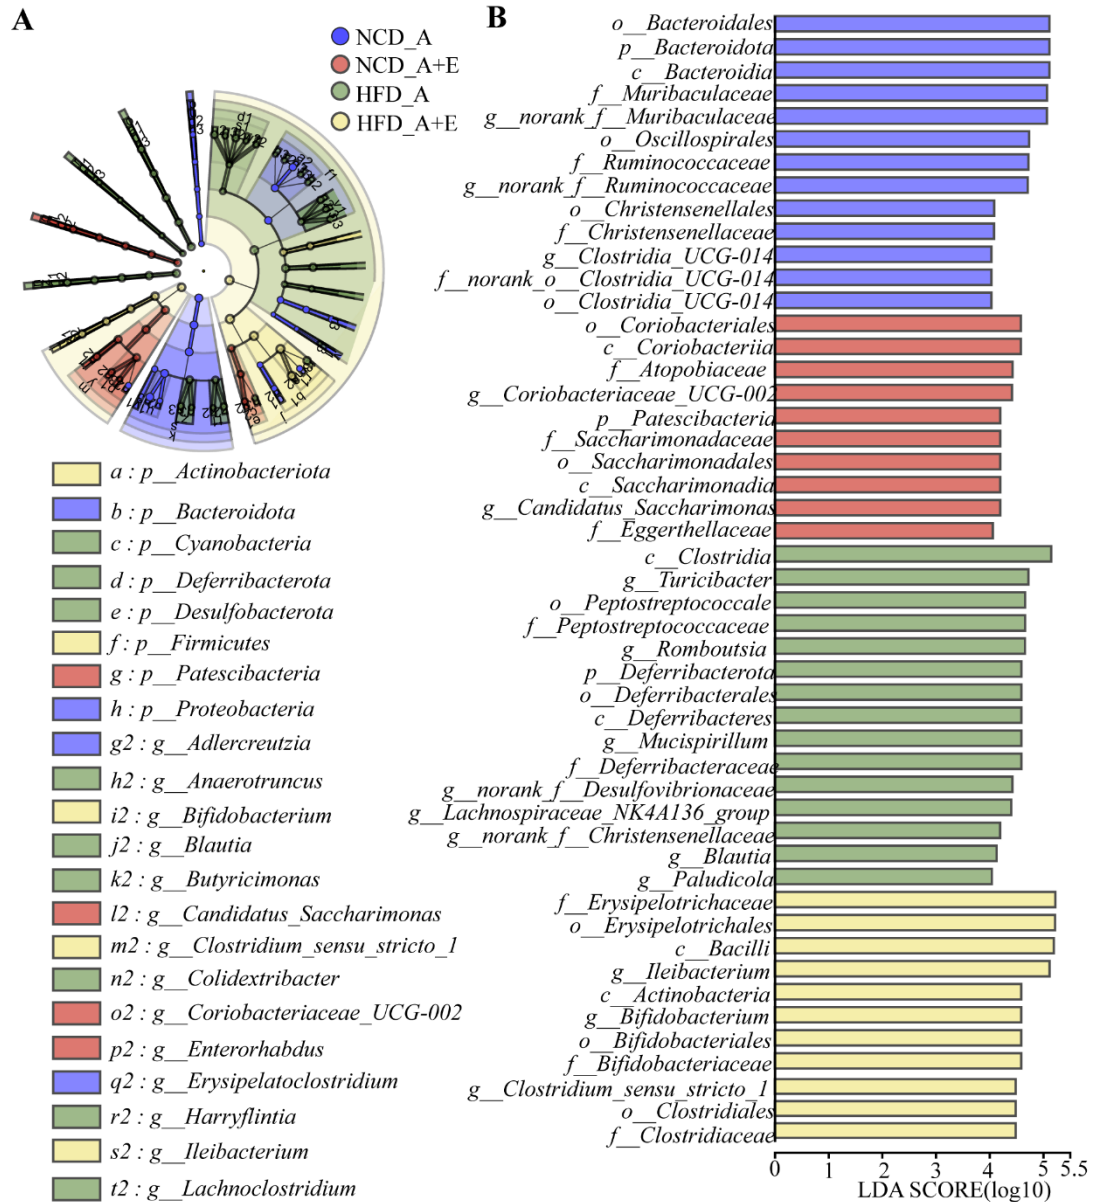 A
NCD_A
NCD_A+E
HFD_A
HFD_A+E
a : p__Actinobacteriota
b : p__Bacteroidota
c : p__Cyanobacteria
d : p__Deferribacterota
e : p__Desulfobacterota
f : p__Firmicutes
g : p__Patescibacteria
h : p__Proteobacteria
g2 : g__Adlercreutzia
h2 : g__Anaerotruncus
i2 : g__Bifidobacterium
j2 : g__Blautia
k2 : g__Butyricimonas
l2 : g__Candidatus_Saccharimonas
m2 : g__Clostridium_sensu_stricto_1
n2 : g__Colidextribacter
o2 : g__Coriobacteriaceae_UCG-002
p2 : g__Enterorhabdus
q2 : g__Erysipelatoclostridium
r2 : g__Harryflintia
s2 : g__Ileibacterium
t2 : g__Lachnoclostridium
B
o__Bacteroidales
p__Bacteroidota
c__Bacteroidia
f__Muribaculaceae
g__norank_f__Muribaculaceae
o__Oscillospirales
f__Ruminococcaceae
g__norank_f__Ruminococcaceae
o__Christensenellales
f__Christensenellaceae
g__Clostridia_UCG-014
f__norank_o__Clostridia_UCG-014
o__Clostridia_UCG-014
o__Coriobacteriales
c__Coriobacteriia
f__Atopobiaceae
g__Coriobacteriaceae_UCG-002
p__Patescibacteria
f__Saccharimonadaceae
o__Saccharimonadales
c__Saccharimonadia
g__Candidatus_Saccharimonas
f__Eggerthellaceae
c__Clostridia
g__Turicibacter
o__Peptostreptococcale
f__Peptostreptococcaceae
g__Romboutsia
p__Deferribacterota
o__Deferribacterales
c__Deferribacteres
g__Mucispirillum
f__Deferribacteraceae
g__norank_f__Desulfovibrionaceae
g__Lachnospiraceae_NK4A136_group
g__norank_f__Christensenellaceae
g__Blautia
g__Paludicola
f__Erysipelotrichaceae
o__Erysipelotrichales
c__Bacilli
g__Ileibacterium
c__Actinobacteria
g__Bifidobacterium
o__Bifidobacteriales
f__Bifidobacteriaceae
g__Clostridium_sensu_stricto_1
o__Clostridiales
f__Clostridiaceae
0 1 2 3 4 5 5.5
LDA SCORE(log10)